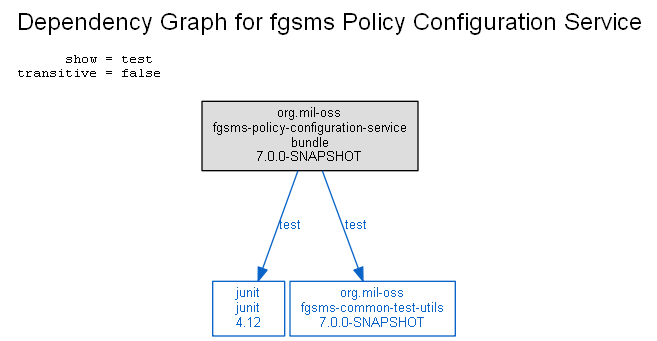 Dependency Graph for fgsms Policy Configuration Service
show = test
transitive = false
org.mil-oss
fgsms-policy-configuration-service
bundle
7.0.0-SNAPSHOT
test
test
junit
junit
4.12
org.mil-oss
fgsms-common-test-utils
7.0.0-SNAPSHOT